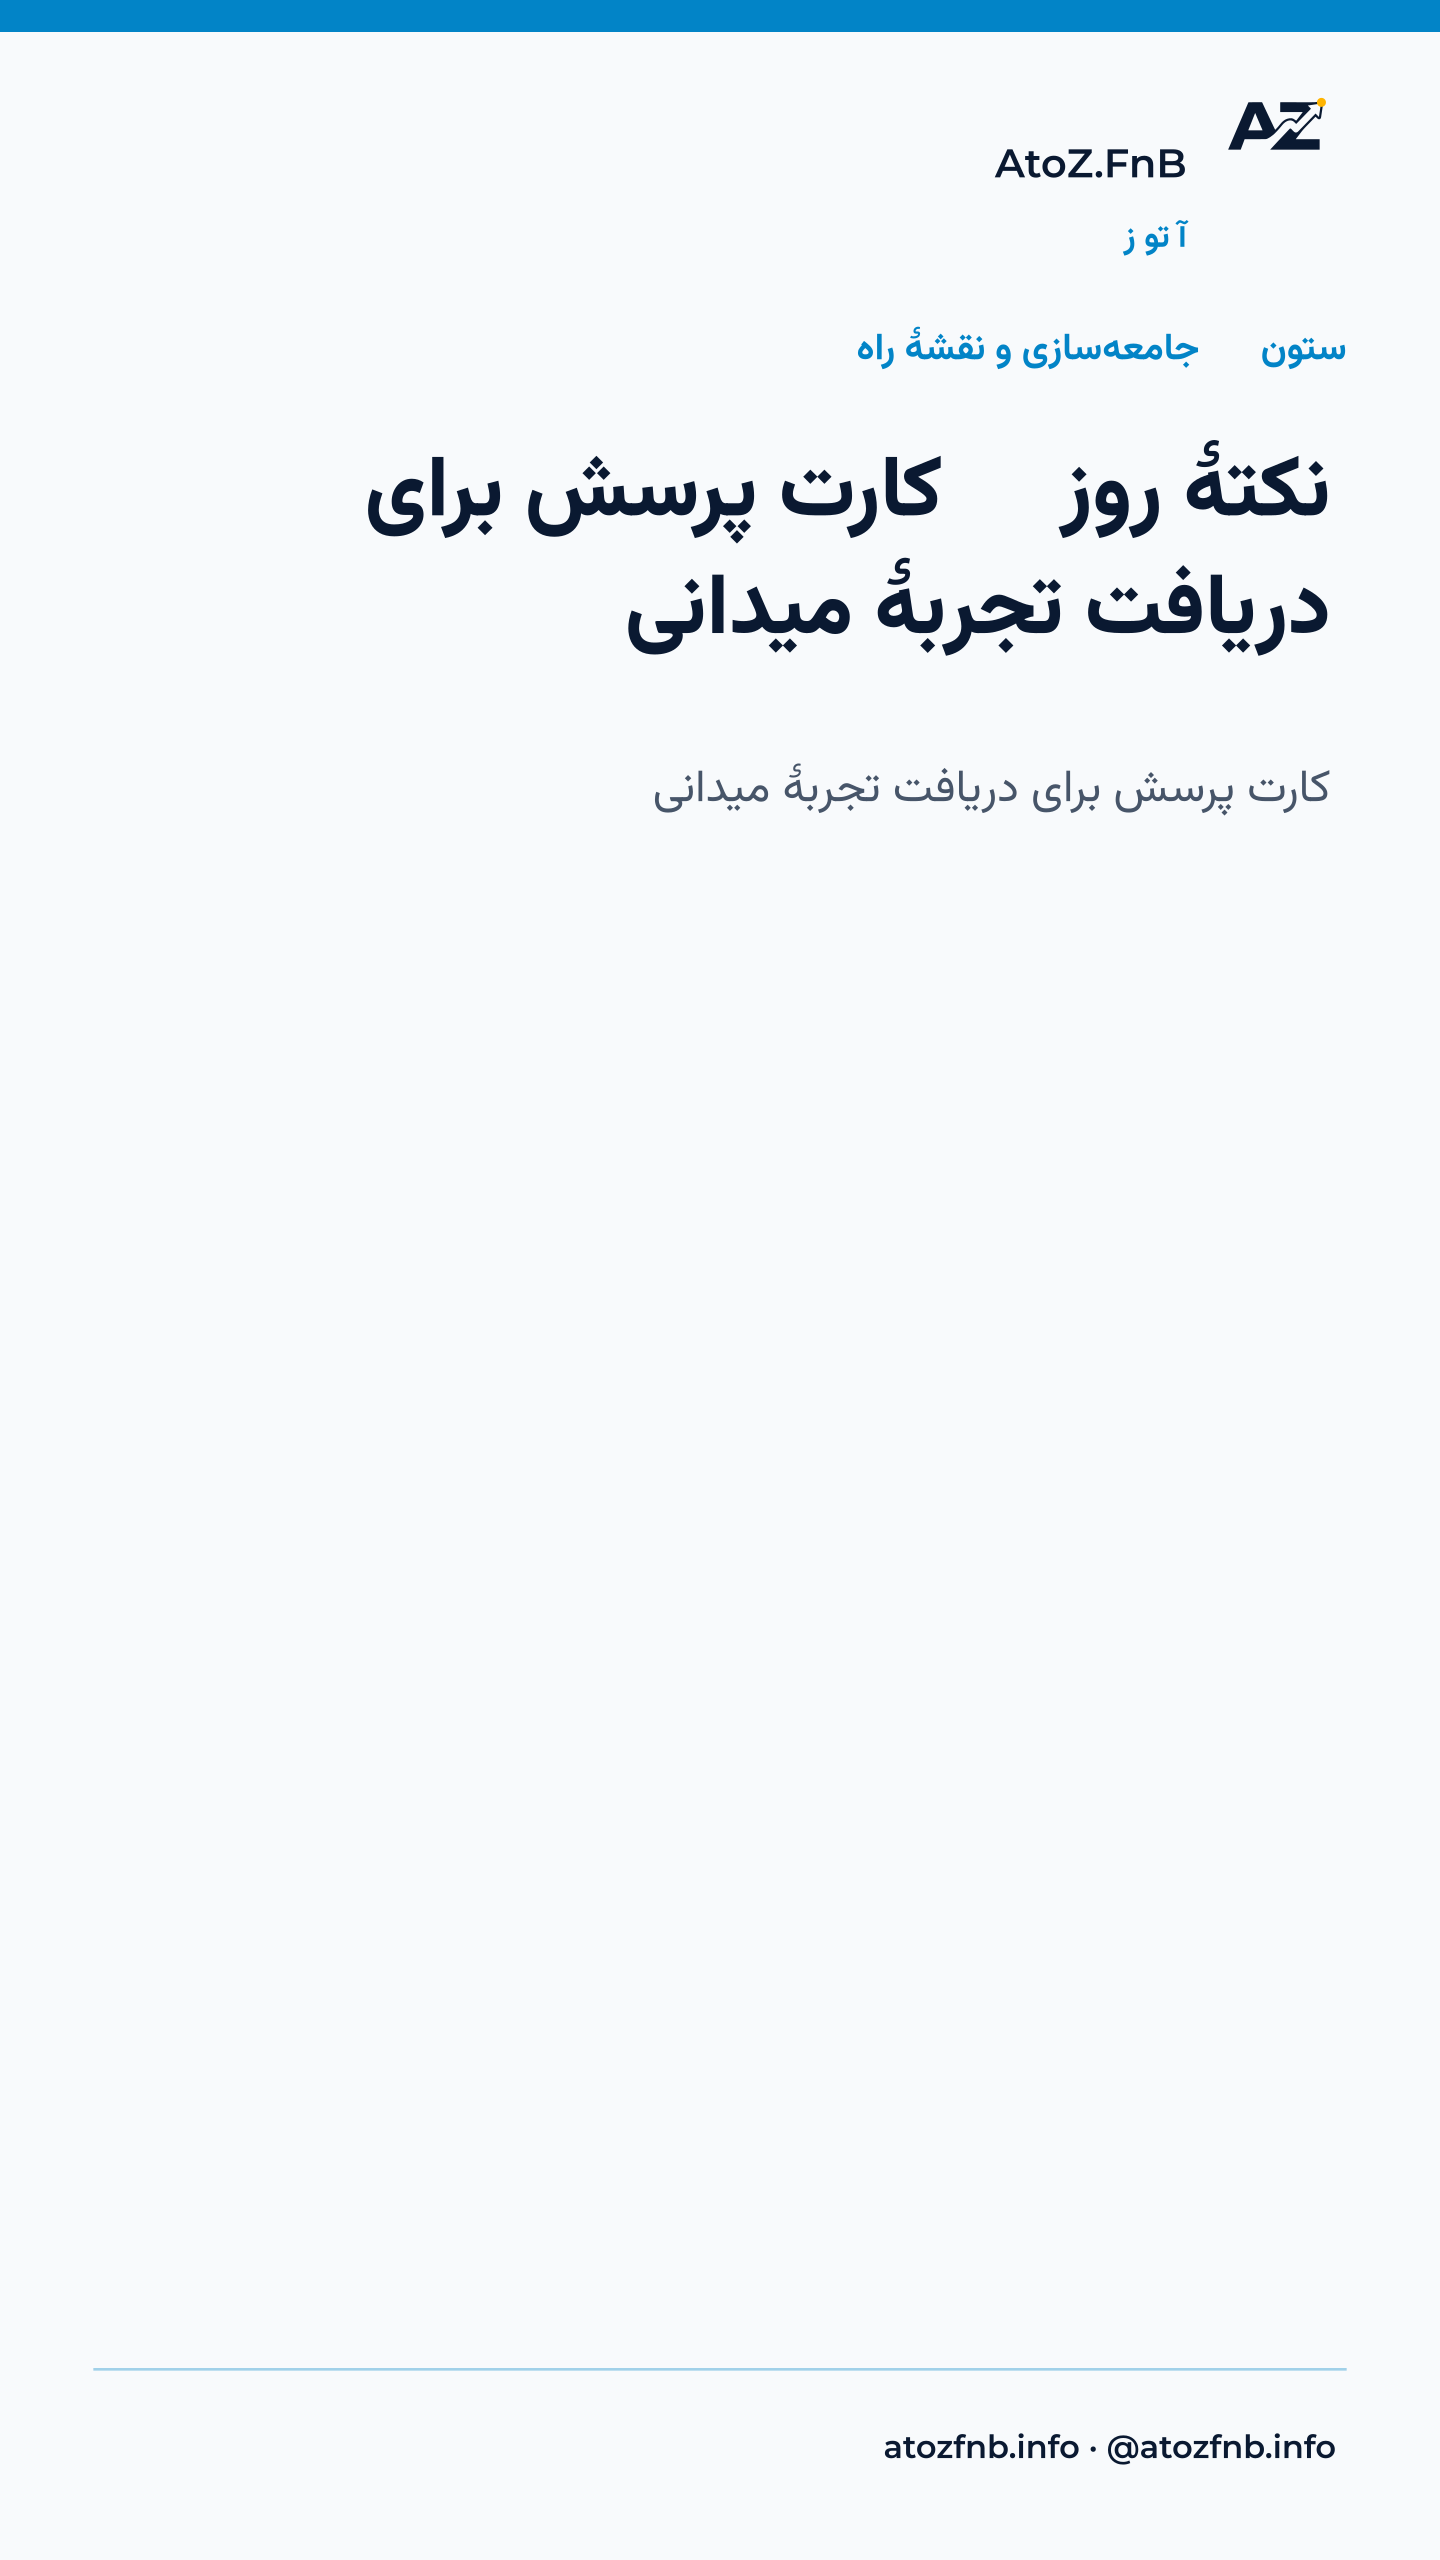 AZ
AtoZ.FnB
آ تو ز
ستون جامعه‌سازی و نقشهٔ راه
نکتهٔ روز کارت پرسش برای
دریافت تجربهٔ میدانی
کارت پرسش برای دریافت تجربهٔ میدانی
atozfnb.info · @atozfnb.info